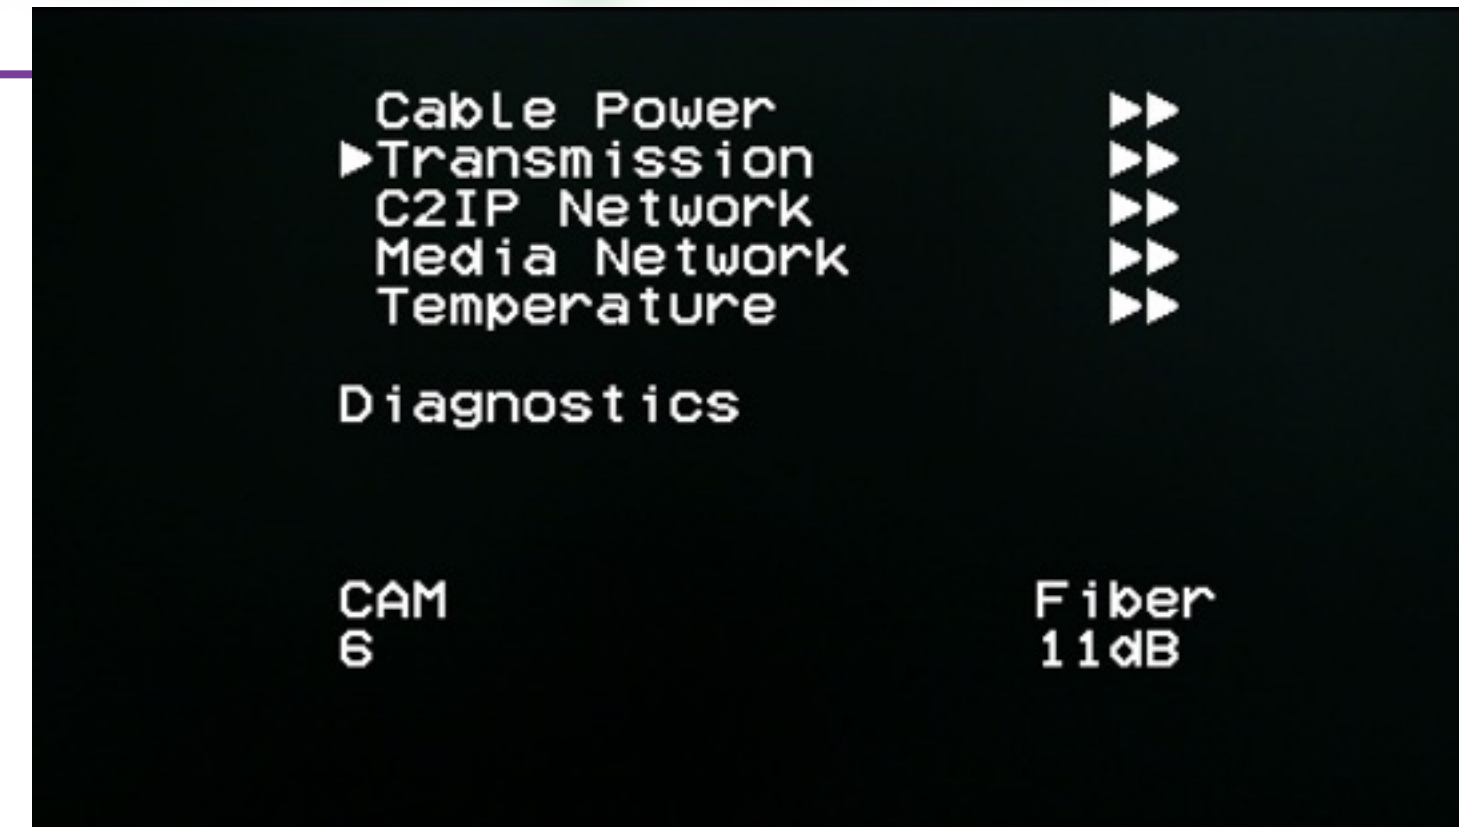 Cable Power ▶▶
▶Transmission ▶▶
C2IP Network ▶▶
Media Network ▶▶
Temperature ▶▶
Diagnostics
CAM Fiber
6 11dB